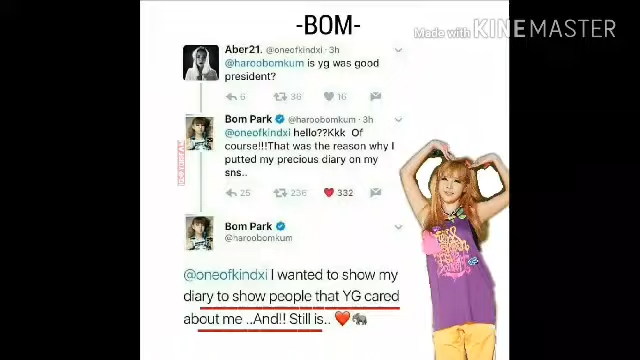 -BOM-
Made with KINEMASTER
Aber21. @oneofkindxi · 3h
@haroobomkum is yg was good
president?
6 36 16
Bom Park @haroobomkum · 3h
@oneofkindxi hello??Kkk Of
course!!!That was the reason why I
putted my precious diary on my
sns..
25 236 332
Bom Park
@haroobomkum
@oneofkindxi I wanted to show my
diary to show people that YG cared
about me ..And!! Still is.. ❤️🐘